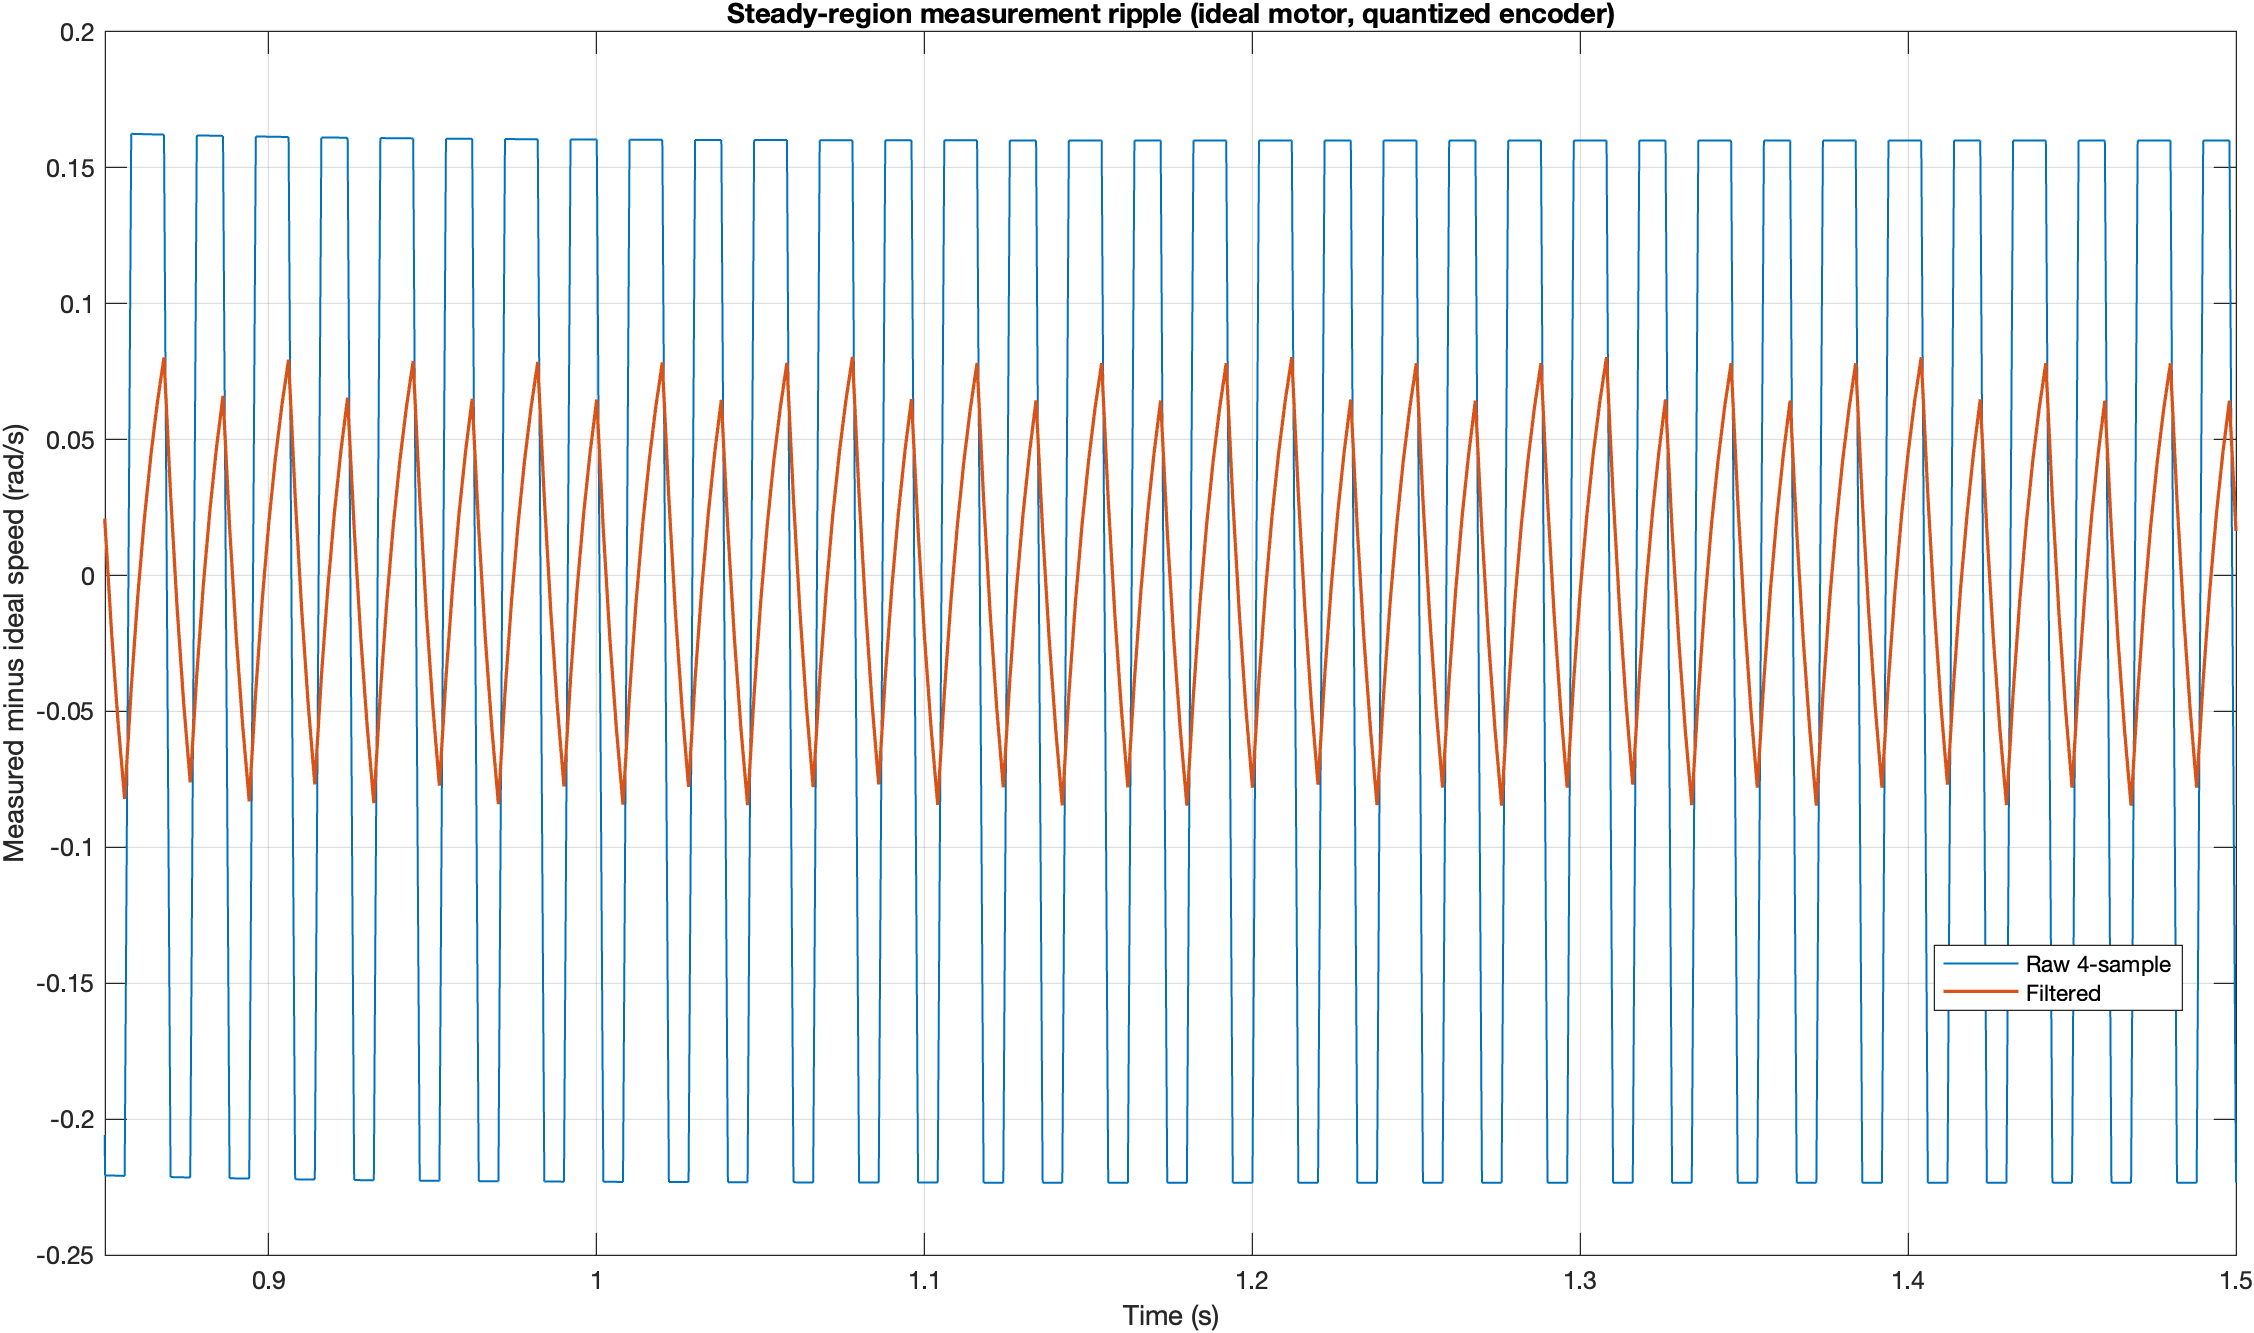 Steady-region measurement ripple (ideal motor, quantized encoder)
Measured minus ideal speed (rad/s)
0.2
0.15
0.1
0.05
0
-0.05
-0.1
-0.15
-0.2
-0.25
Raw 4-sample
Filtered
0.9 1 1.1 1.2 1.3 1.4 1.5
Time (s)